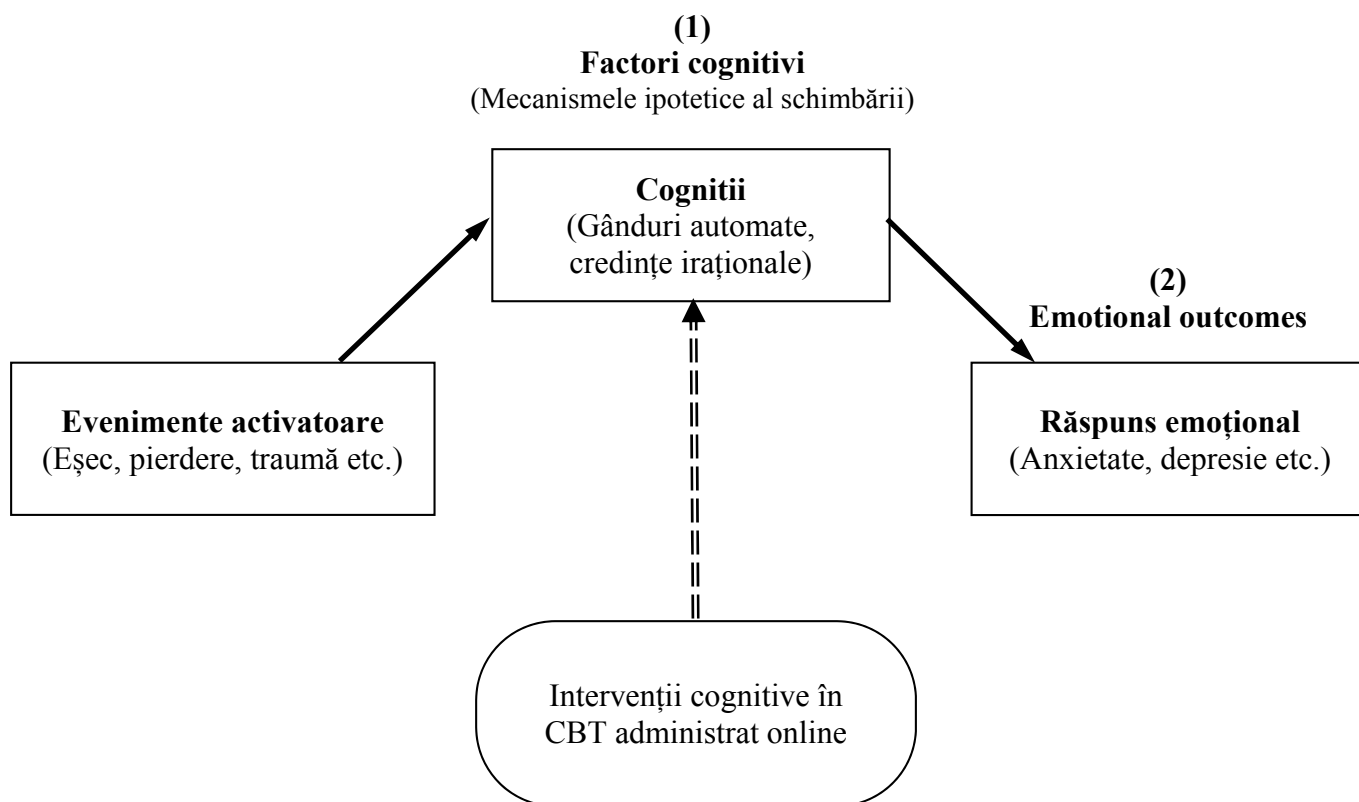 (1)
Factori cognitivi
(Mecanismele ipotetice al schimbării)
Cognitii
(Gânduri automate,
credințe iraționale)
(2)
Emotional outcomes
Evenimente activatoare
(Eșec, pierdere, traumă etc.)
Răspuns emoțional
(Anxietate, depresie etc.)
Intervenții cognitive în
CBT administrat online